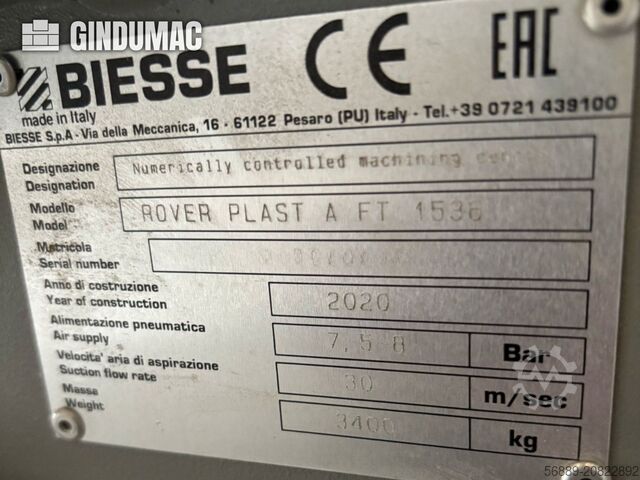 GINDUMAC
BIESSE CE EAC
made in Italy
BIESSE S.p.A - Via della Meccanica, 16 - 61122 Pesaro (PU) Italy - Tel.+39 0721 439100
Designazione
Designation
Numerically controlled machining
Modello
Model
ROVER PLAST A FT 1536
Matricola
Serial number
Anno di costruzione
Year of construction
2020
Alimentazione pneumatica
Air supply
7,5 8 Bar
Velocita' aria di aspirazione
Suction flow rate
30 m/sec
Massa
Weight
3400 kg
56889-20822892